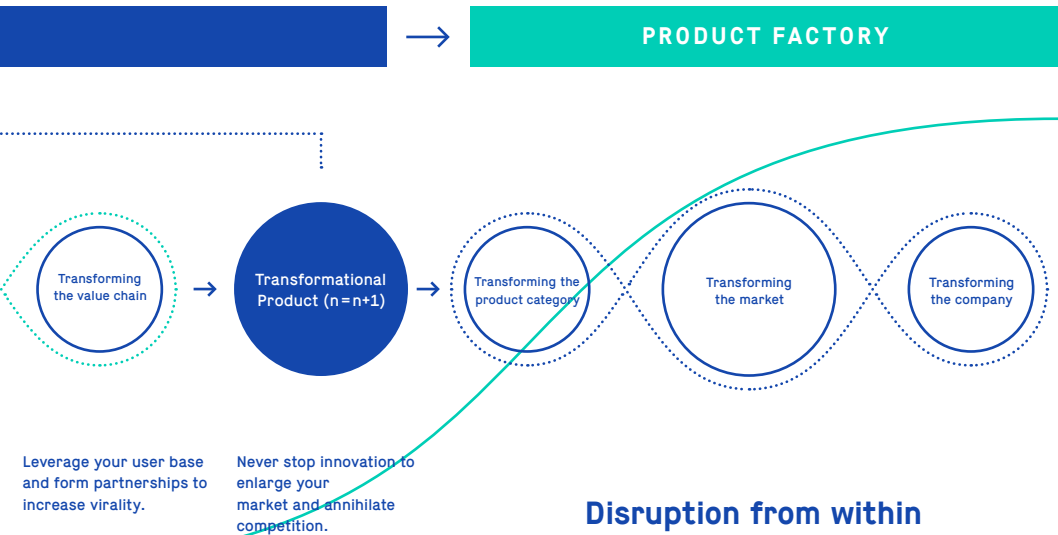 PRODUCT FACTORY
Transforming
the value chain
Transformational
Product (n=n+1)
Transforming the
product category
Transforming
the market
Transforming
the company
Leverage your user base
and form partnerships to
increase virality.
Never stop innovation to
enlarge your
market and annihilate
competition.
Disruption from within